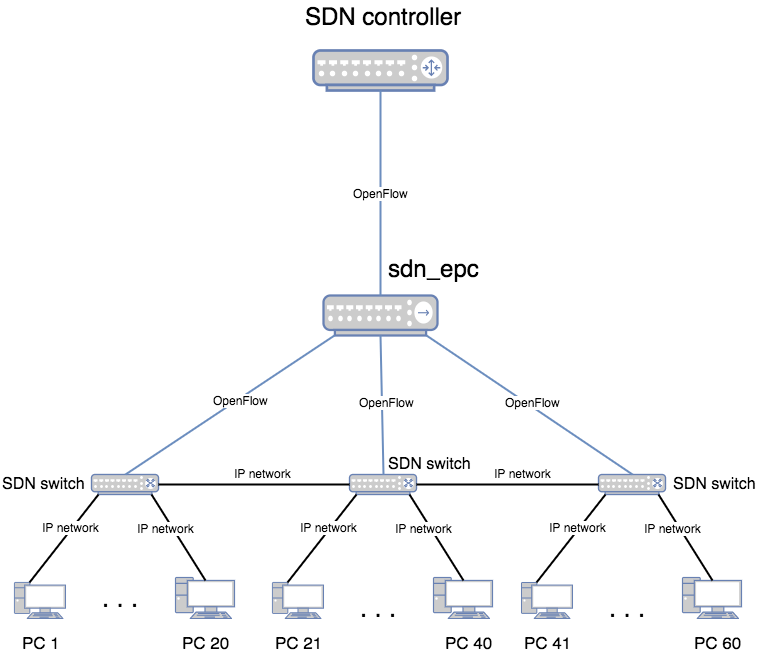 SDN controller
OpenFlow
sdn_epc
OpenFlow
OpenFlow
OpenFlow
SDN switch
IP network
SDN switch
IP network
SDN switch
IP network
IP network
IP network
IP network
IP network
IP network
. . .
. . .
. . .
PC 1
PC 20
PC 21
PC 40
PC 41
PC 60